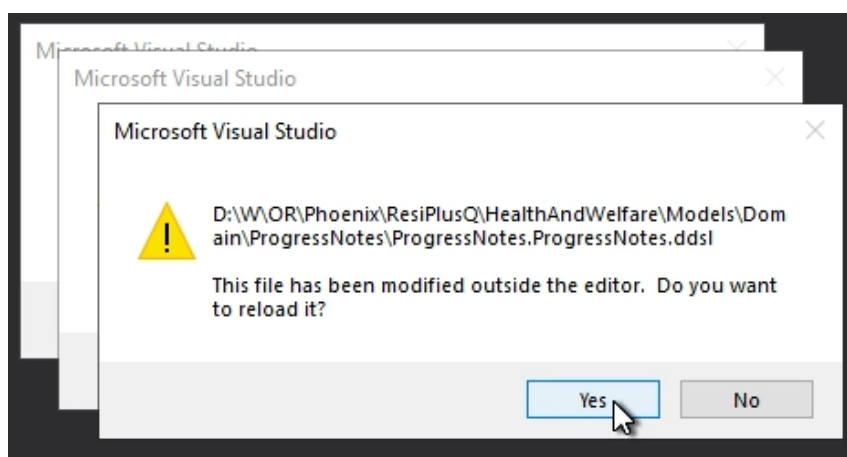 Microsoft Visual Studio
Microsoft Visual Studio
Microsoft Visual Studio
D:\W\OR\Phoenix\ResiPlusQ\HealthAndWelfare\Models\Dom
ain\ProgressNotes\ProgressNotes.ProgressNotes.ddsl
This file has been modified outside the editor.  Do you want
to reload it?
Yes
No